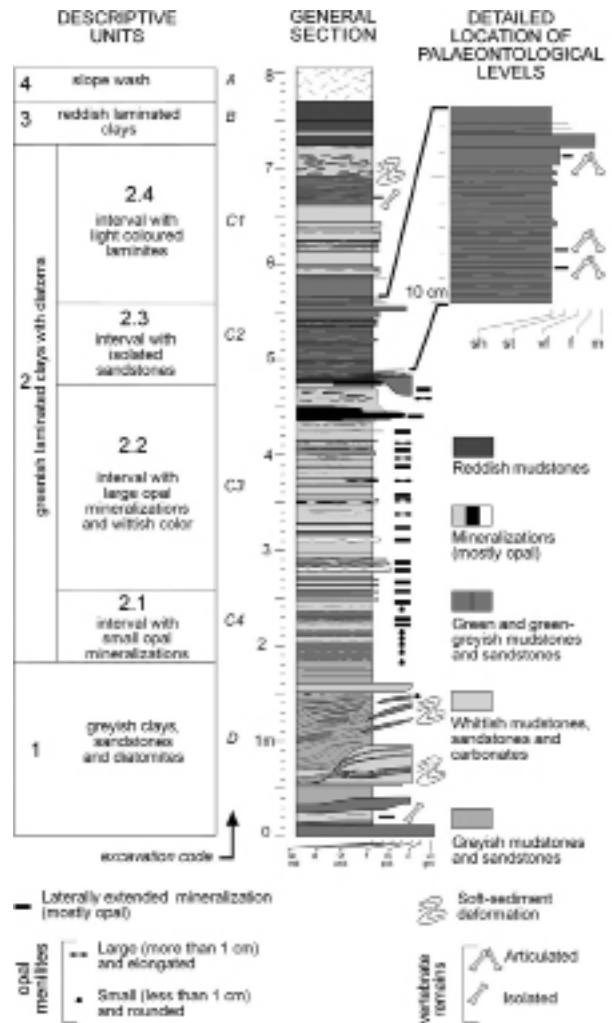 DESCRIPTIVE
UNITS
GENERAL
SECTION
DETAILED
LOCATION OF
PALAEONTOLOGICAL
LEVELS
4
slope wash
A
3
reddish laminated
clays
B
2
greenish laminated clays with diatoms
2.4
interval with
light coloured
laminites
C1
2.3
interval with
isolated
sandstones
C2
2.2
interval with
large opal
mineralizations
and wittish color
C3
2.1
interval with
small opal
mineralizations
C4
1
greyish clays,
sandstones
and diatomites
D
excavation code
8
7
6
5
4
3
2
1m
0
10 cm
sh st vf f m
Reddish mudstones
Mineralizations
(mostly opal)
Green and green-
greyish mudstones
and sandstones
Whittish mudstones,
sandstones and
carbonates
Greyish mudstones
and sandstones
Laterally extended mineralization
(mostly opal)
opal
menilites
Large (more than 1 cm)
and elongated
Small (less than 1 cm)
and rounded
Soft-sediment
deformation
vertebrate
remains
Articulated
Isolated